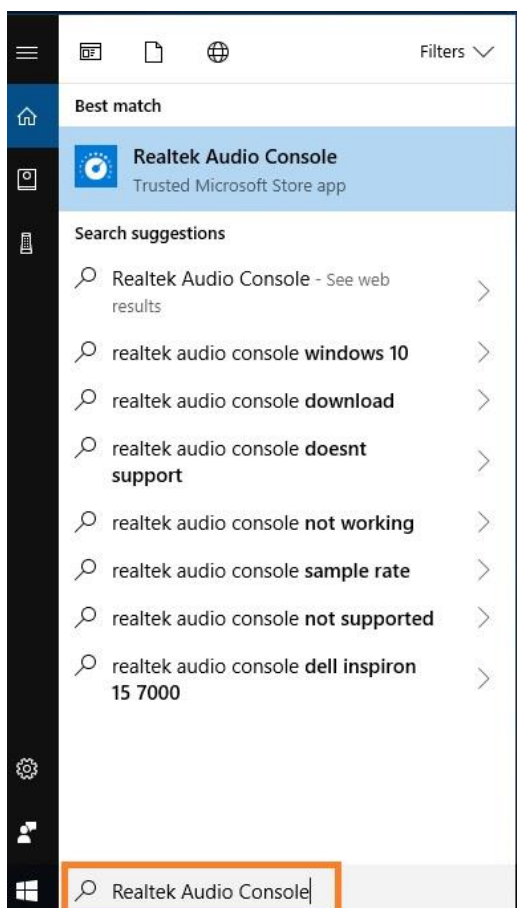 Filters
Best match
Realtek Audio Console
Trusted Microsoft Store app
Search suggestions
Realtek Audio Console - See web
results
realtek audio console windows 10
realtek audio console download
realtek audio console doesnt
support
realtek audio console not working
realtek audio console sample rate
realtek audio console not supported
realtek audio console dell inspiron
15 7000
Realtek Audio Console